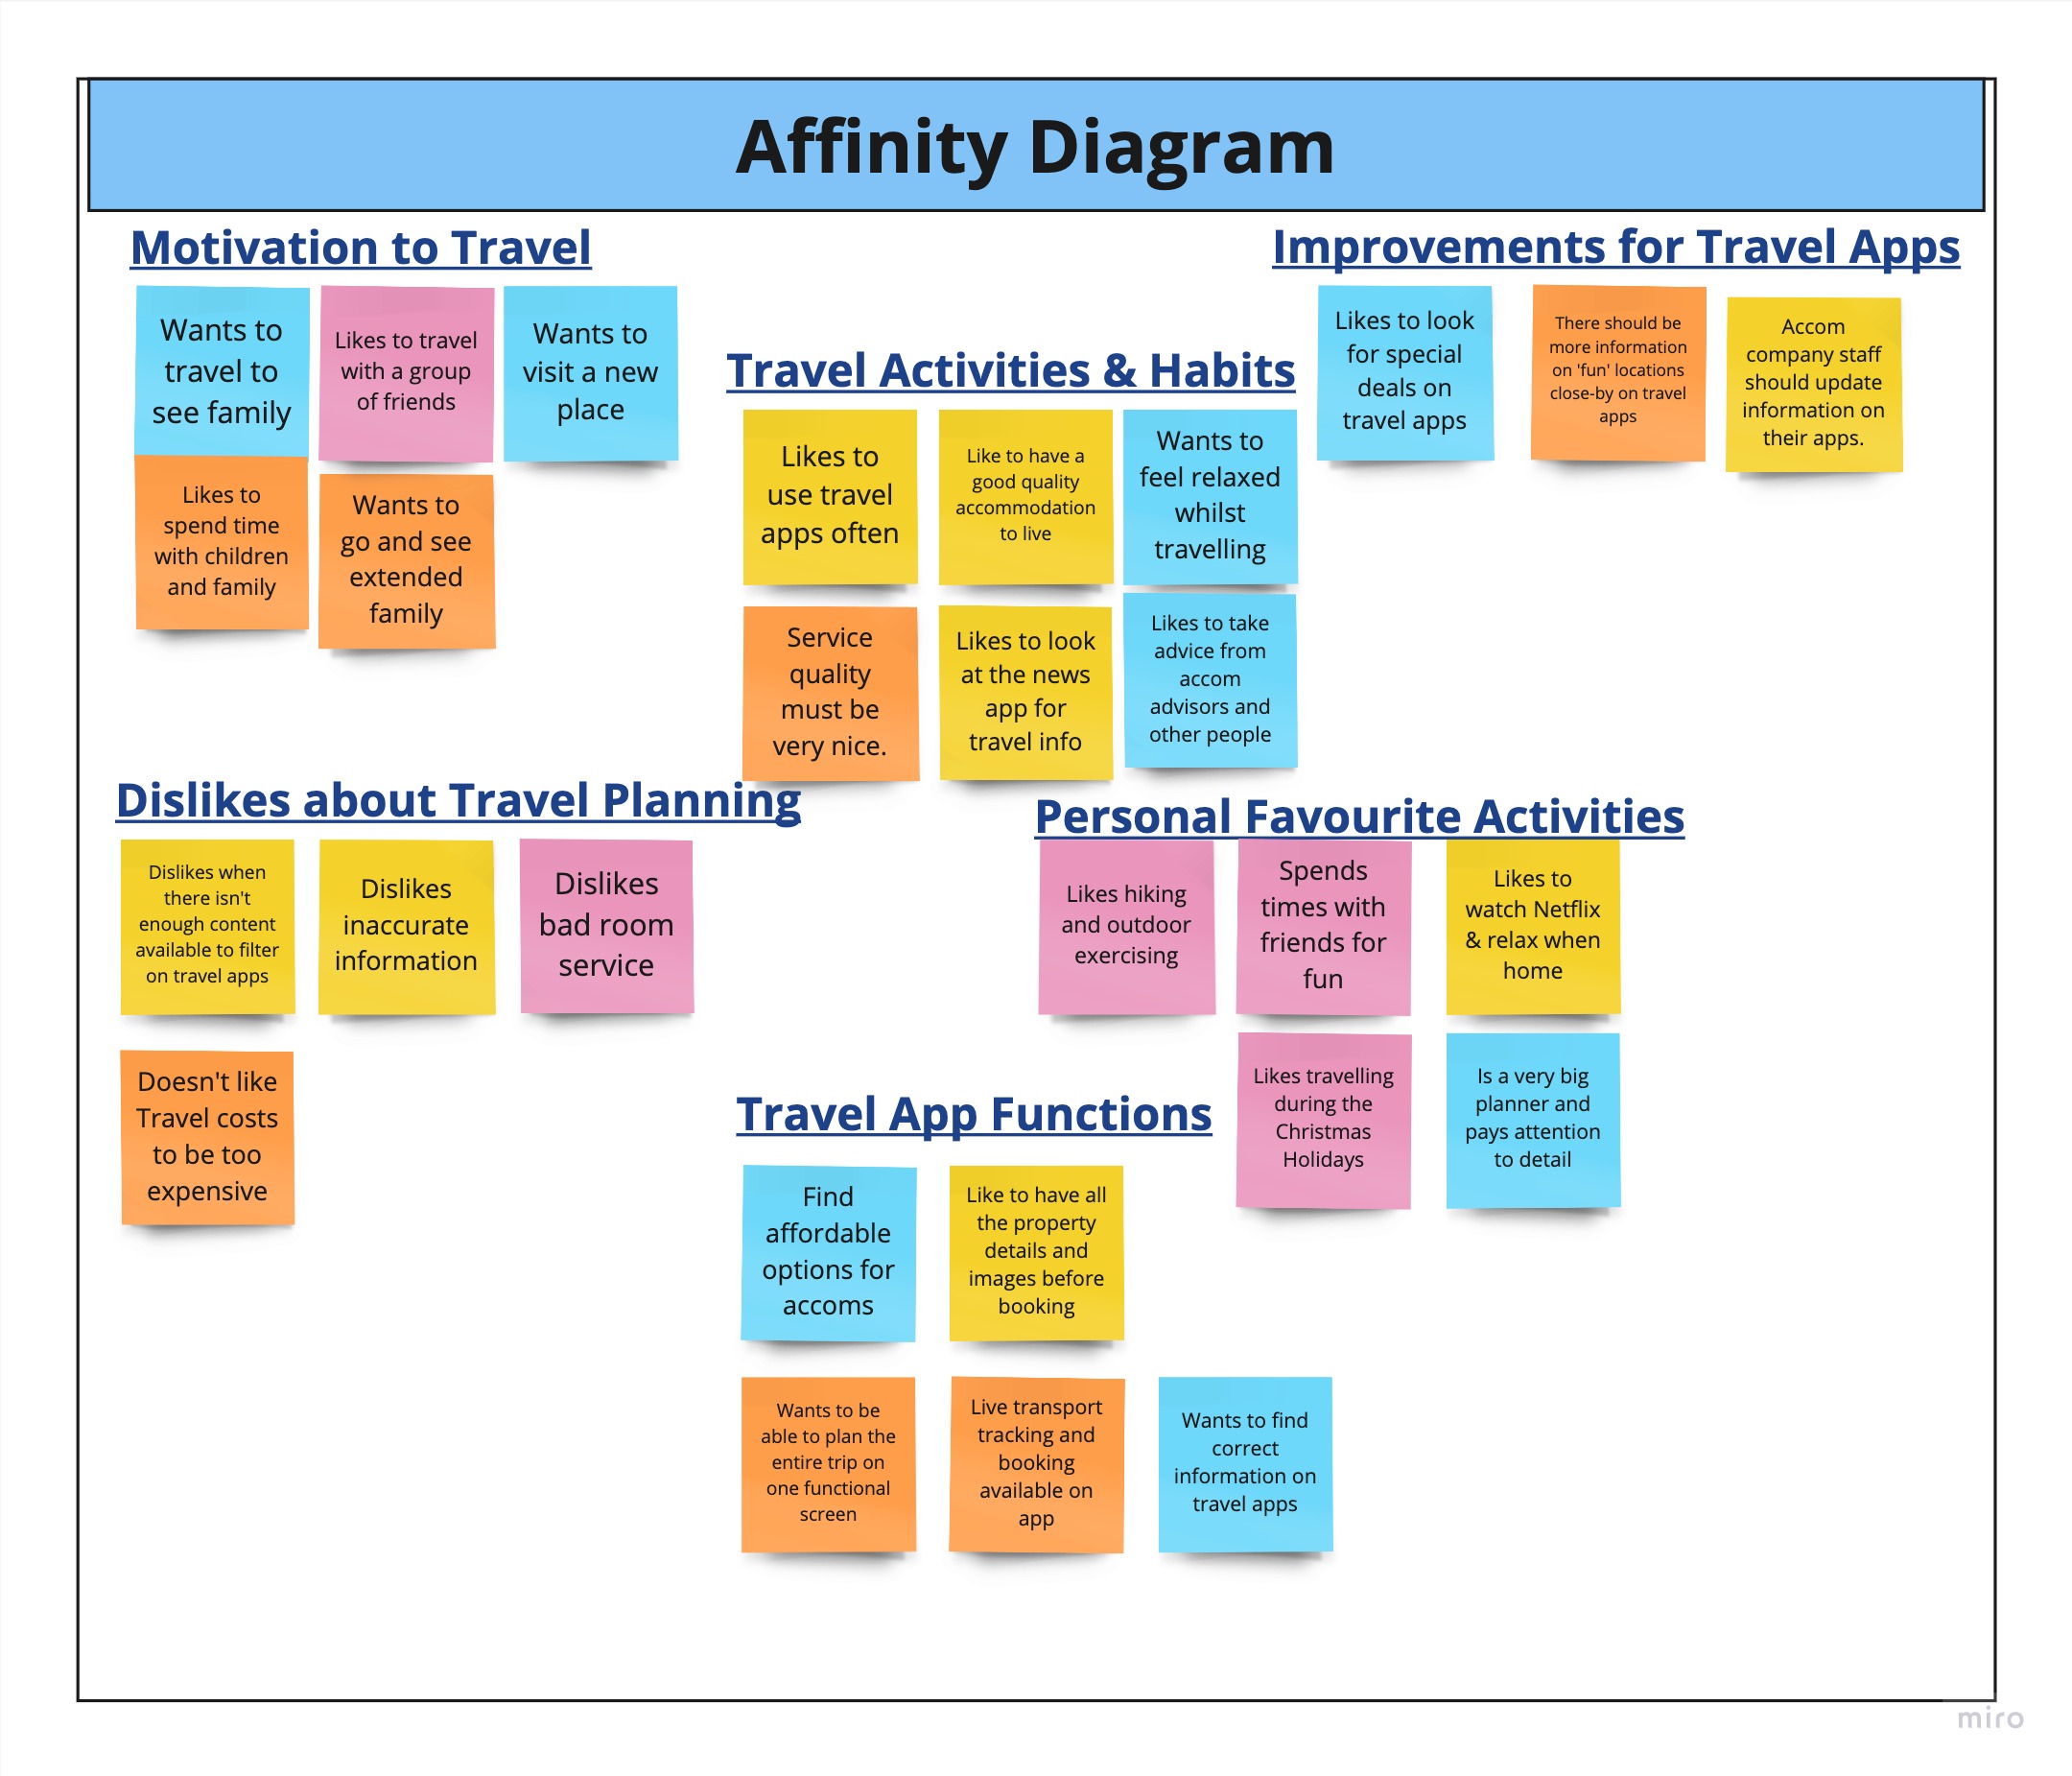 Affinity Diagram
Motivation to Travel
Wants to
travel to
see family
Likes to travel
with a group
of friends
Wants to
visit a new
place
Likes to
spend time
with children
and family
Wants to
go and see
extended
family
Travel Activities & Habits
Likes to
use travel
apps often
Like to have a
good quality
accommodation
to live
Wants to
feel relaxed
whilst
travelling
Service
quality
must be
very nice.
Likes to look
at the news
app for
travel info
Likes to take
advice from
accom
advisors and
other people
Improvements for Travel Apps
Likes to look
for special
deals on
travel apps
There should be
more information
on 'fun' locations
close-by on travel
apps
Accom
company staff
should update
information on
their apps.
Dislikes about Travel Planning
Dislikes when
there isn't
enough content
available to filter
on travel apps
Dislikes
inaccurate
information
Dislikes
bad room
service
Doesn't like
Travel costs
to be too
expensive
Personal Favourite Activities
Likes hiking
and outdoor
exercising
Spends
times with
friends for
fun
Likes to
watch Netflix
& relax when
home
Likes travelling
during the
Christmas
Holidays
Is a very big
planner and
pays attention
to detail
Travel App Functions
Find
affordable
options for
accoms
Like to have all
the property
details and
images before
booking
Wants to be
able to plan the
entire trip on
one functional
screen
Live transport
tracking and
booking
available on
app
Wants to find
correct
information on
travel apps
miro